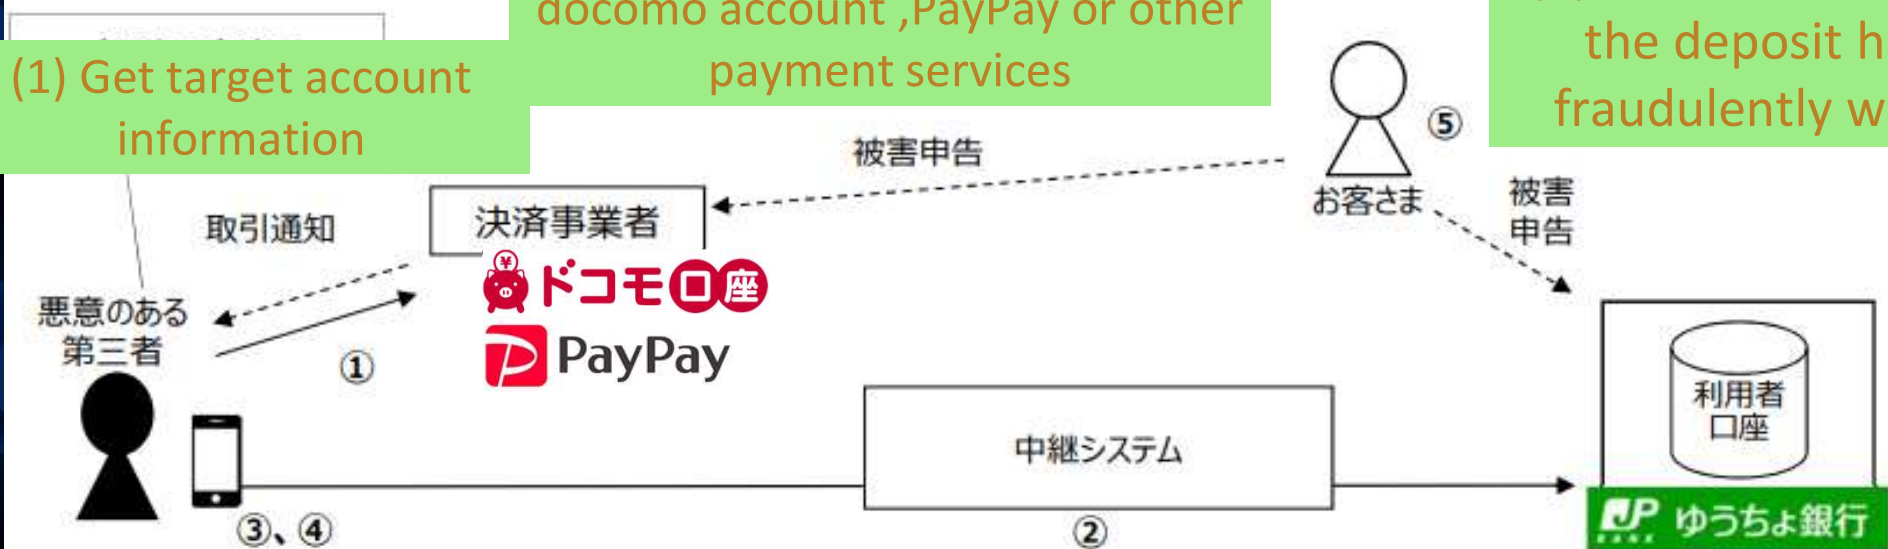 docomo account ,PayPay or other
payment services
the deposit h
fraudulently w
(1) Get target account
information
⑤
被害申告
お客さま
被害
申告
取引通知
決済事業者
ドコモ口座
PayPay
悪意のある
第三者
①
利用者
口座
中継システム
③、④
②
JP
BANK
ゆうちょ銀行